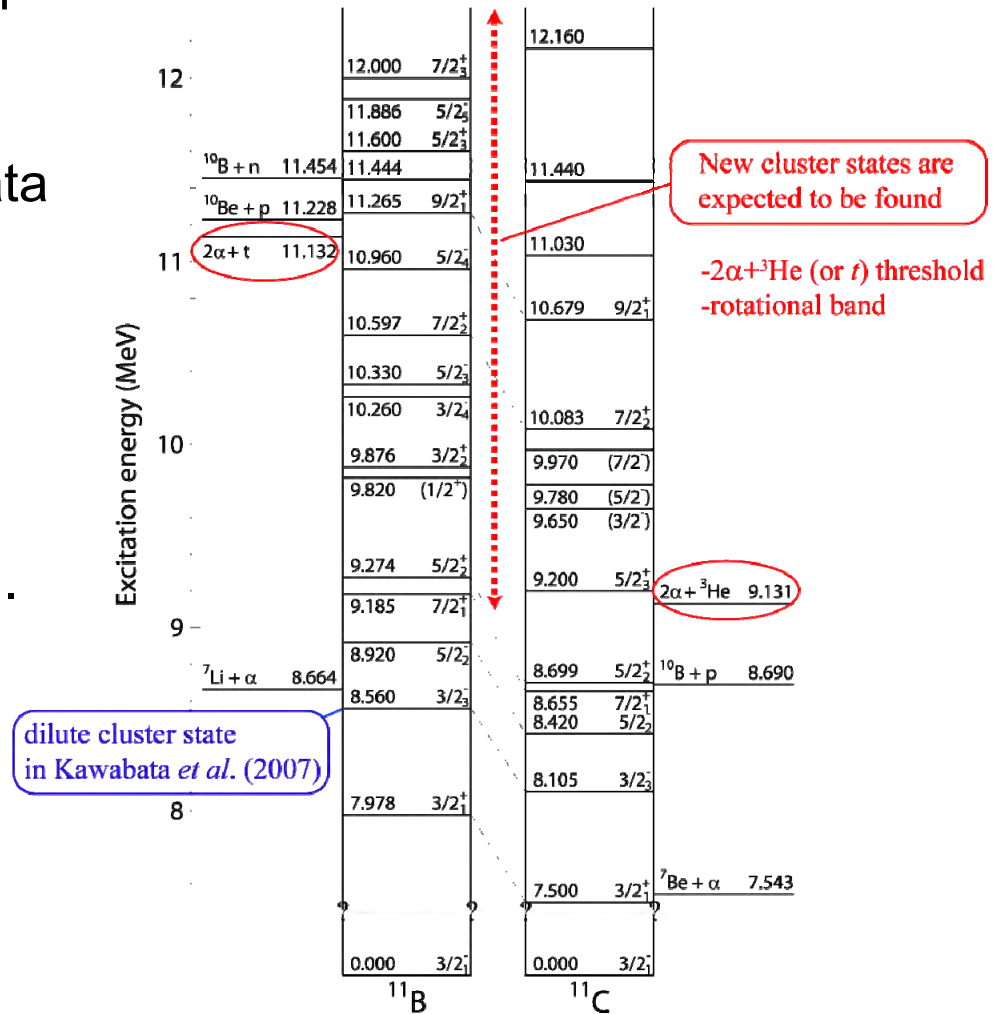 ata
.
Excitation energy (MeV)
12
11
10
9
8
¹⁰B + n 11.454
¹⁰Be + p 11.228
2α + t 11.132
⁷Li + α 8.664
dilute cluster state
in Kawabata et al. (2007)
12.000 7/2₃⁺
11.886 5/2₅⁻
11.600 5/2₃⁺
11.444
11.265 9/2₁⁺
10.960 5/2₄⁻
10.597 7/2₂⁺
10.330 5/2₃⁻
10.260 3/2₄⁻
9.876 3/2₂⁺
9.820 (1/2⁺)
9.274 5/2₂⁺
9.185 7/2₁⁺
8.920 5/2₂⁻
8.560 3/2₃⁻
7.978 3/2₁⁺
0.000 3/2₁⁻
¹¹B
12.160
11.440
11.030
10.679 9/2₁⁺
10.083 7/2₂⁺
9.970 (7/2⁻)
9.780 (5/2⁻)
9.650 (3/2⁻)
9.200 5/2₃⁺
8.699 5/2₂⁺
8.655 7/2₁⁺
8.420 5/2₂
8.105 3/2₃⁻
7.500 3/2₁⁺
0.000 3/2₁⁻
¹¹C
New cluster states are
expected to be found
-2α+³He (or t) threshold
-rotational band
2α + ³He 9.131
¹⁰B + p 8.690
⁷Be + α 7.543